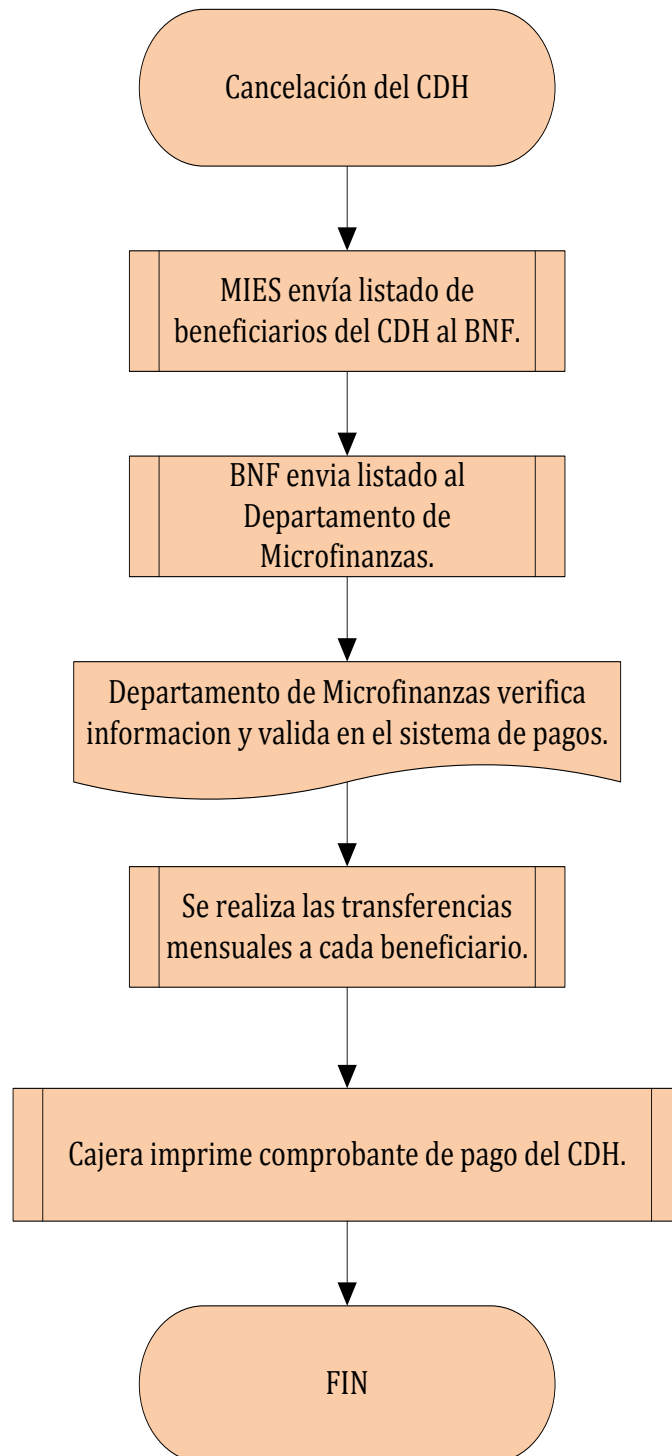 Cancelación del CDH
MIES envía listado de
beneficiarios del CDH al BNF.
BNF envia listado al
Departamento de
Microfinanzas.
Departamento de Microfinanzas verifica
informacion y valida en el sistema de pagos.
Se realiza las transferencias
mensuales a cada beneficiario.
Cajera imprime comprobante de pago del CDH.
FIN